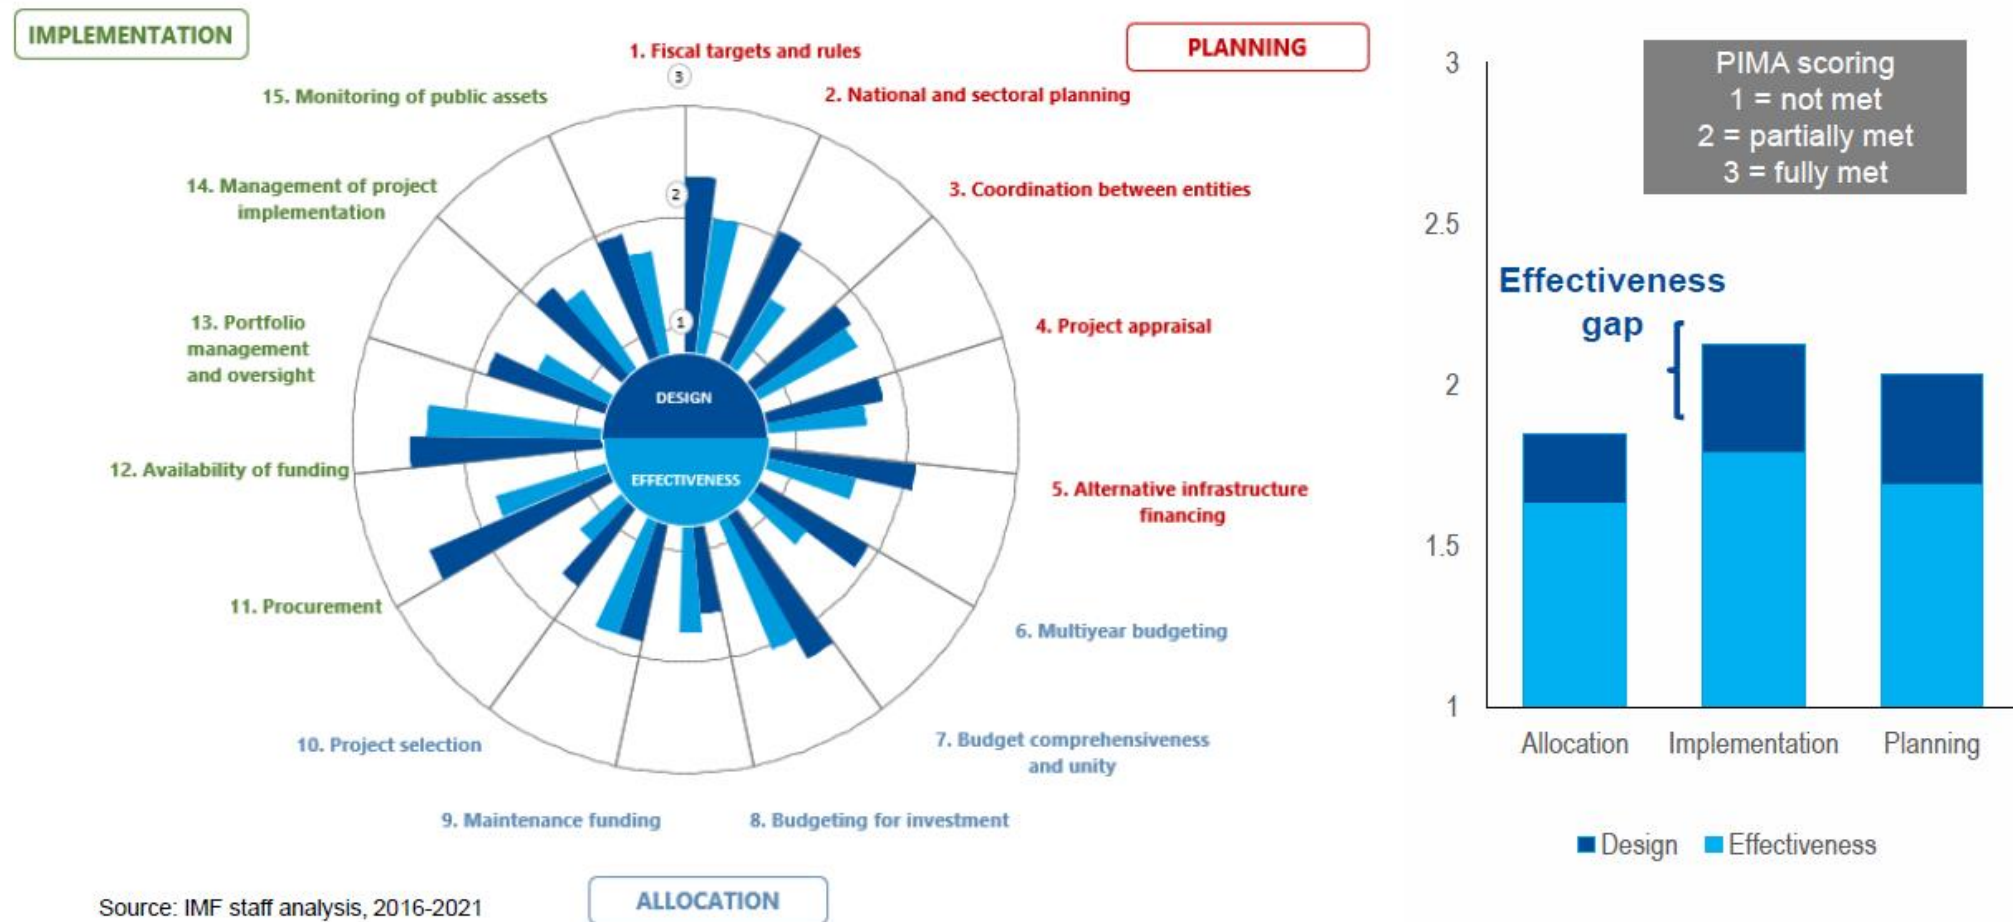 IMPLEMENTATION
PLANNING
1. Fiscal targets and rules
3
15. Monitoring of public assets
2. National and sectoral planning
14. Management of project
implementation
2
3. Coordination between entities
13. Portfolio
management
and oversight
1
4. Project appraisal
DESIGN
EFFECTIVENESS
12. Availability of funding
5. Alternative infrastructure
financing
11. Procurement
6. Multiyear budgeting
10. Project selection
7. Budget comprehensiveness
and unity
9. Maintenance funding
8. Budgeting for investment
ALLOCATION
Source: IMF staff analysis, 2016-2021
PIMA scoring
1 = not met
2 = partially met
3 = fully met
3
2.5
2
1.5
1
Effectiveness
gap
Allocation
Implementation
Planning
Design
Effectiveness